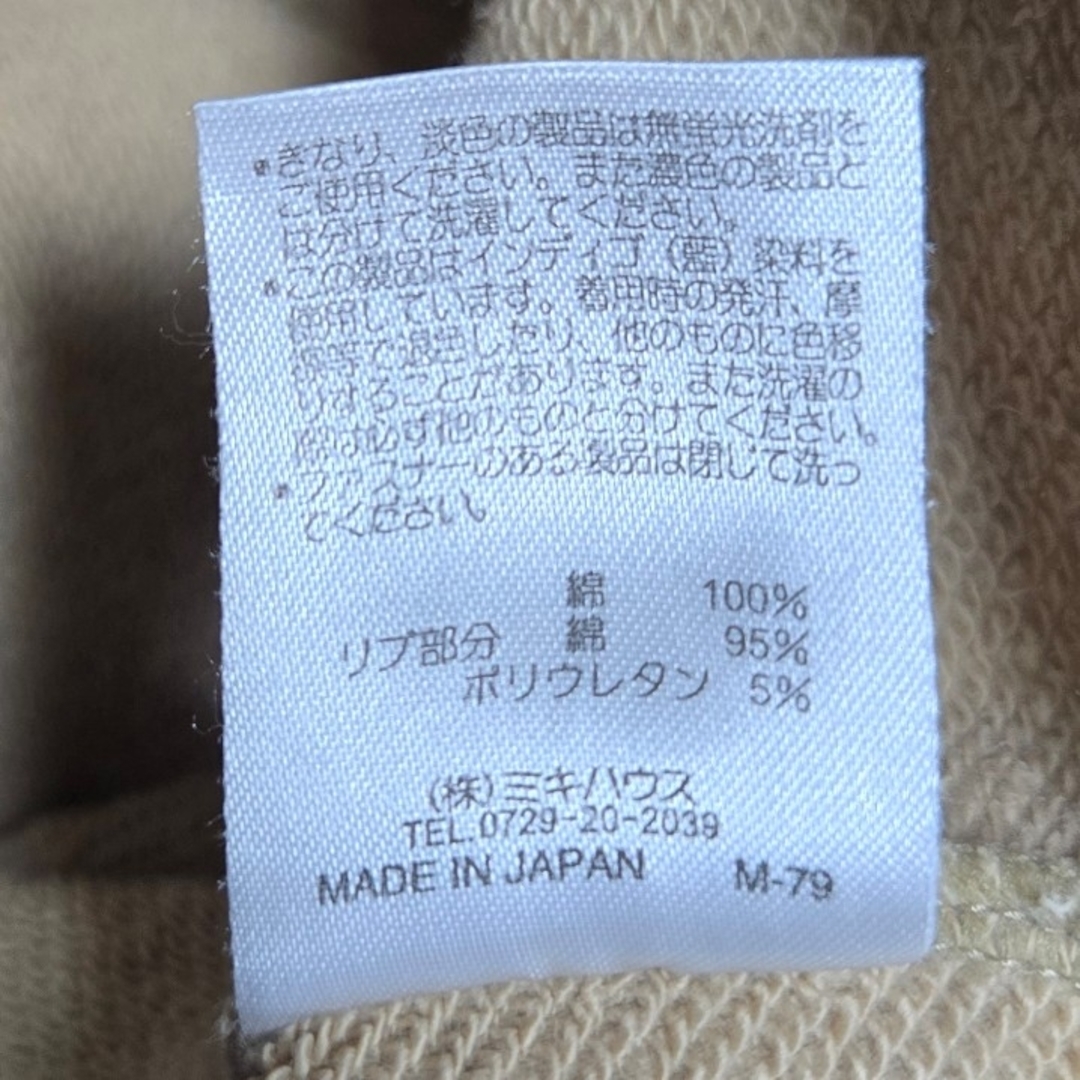 ・きなり、淡色の製品は無蛍光洗剤を
ご使用ください。また濃色の製品と
は分けて洗濯してください。
・この製品はインディゴ(藍)染料を
使用しています。着用時の発汗、摩
擦等で退色したり、他のものに色移
りすることがあります。また洗濯の
際は必ず他のものと分けてください。
・ファスナーのある製品は閉じて洗っ
てください。
綿 100%
リブ部分 綿 95%
ポリウレタン 5%
(株)ミキハウス
TEL.0729-20-2039
MADE IN JAPAN M-79